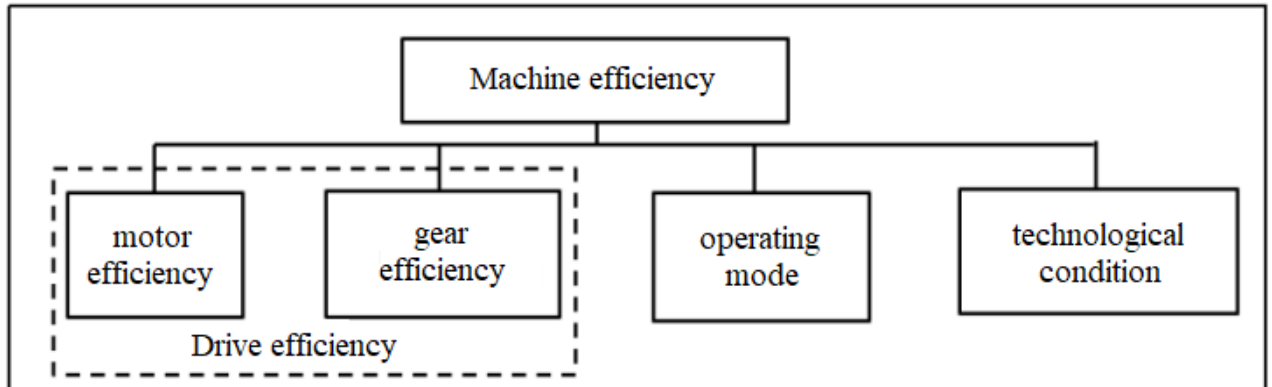 Machine efficiency
motor
efficiency
gear
efficiency
operating
mode
technological
condition
Drive efficiency